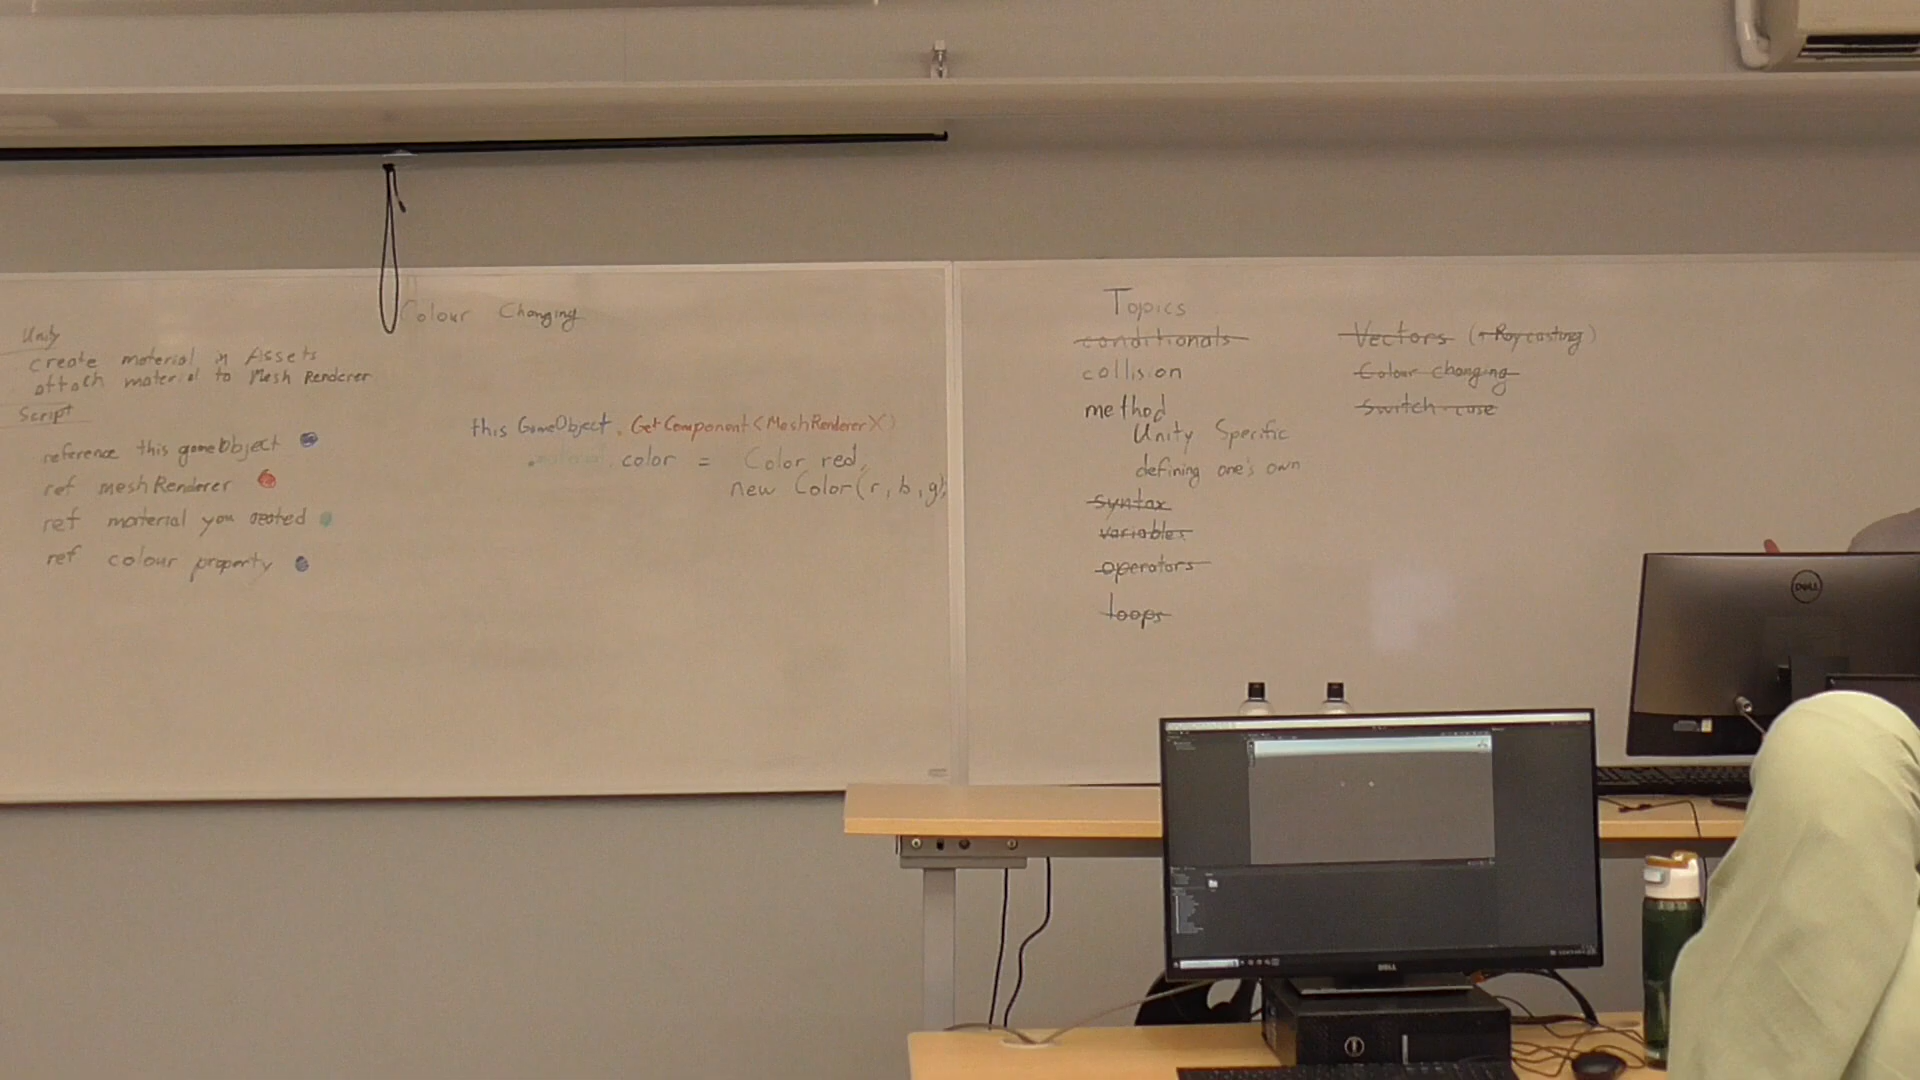 Colour Changing
Unity
create material in Assets
attach material to Mesh Renderer
Script
reference this gameObject
ref meshRenderer
ref material you created
ref colour property
this GameObject. GetComponent<MeshRenderer>()
.material.color = Color red,
new Color(r, b, g)
Topics
conditionals
collision
method
Unity Specific
defining one's own
syntax
variables
operators
loops
Vectors (+Raycasting)
Colour changing
Switch case
DELL
DELL